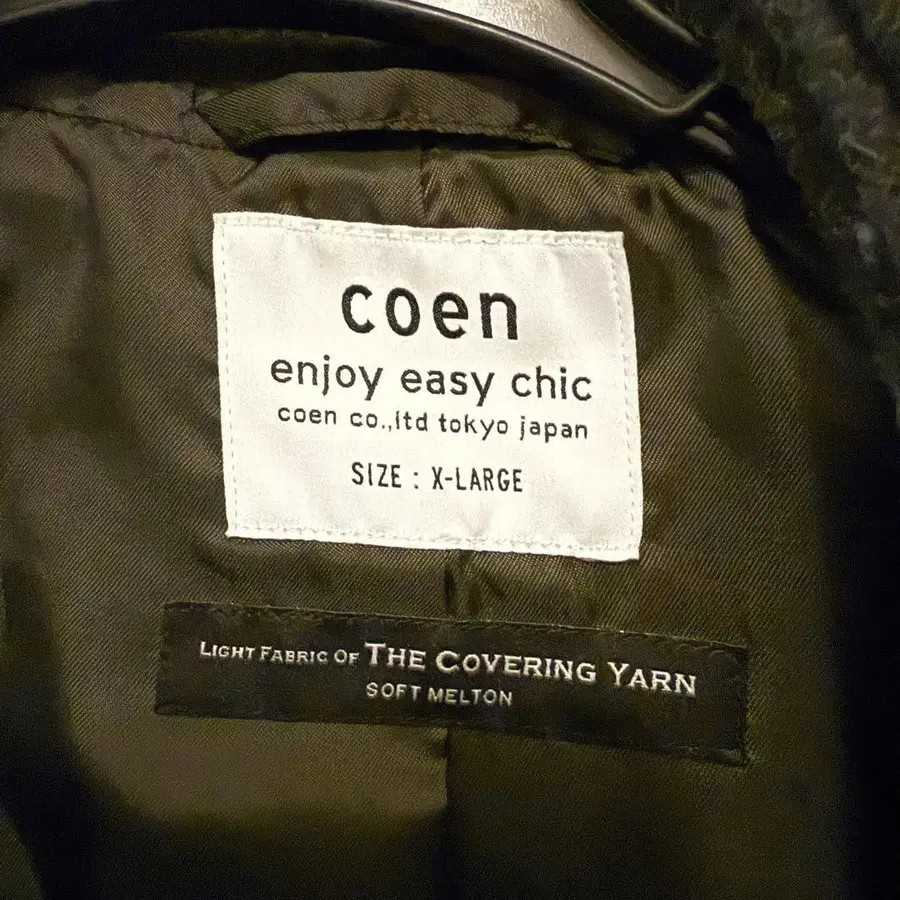 coen
enjoy easy chic
coen co.,ltd tokyo japan
SIZE : X-LARGE
LIGHT FABRIC OF THE COVERING YARN
SOFT MELTON